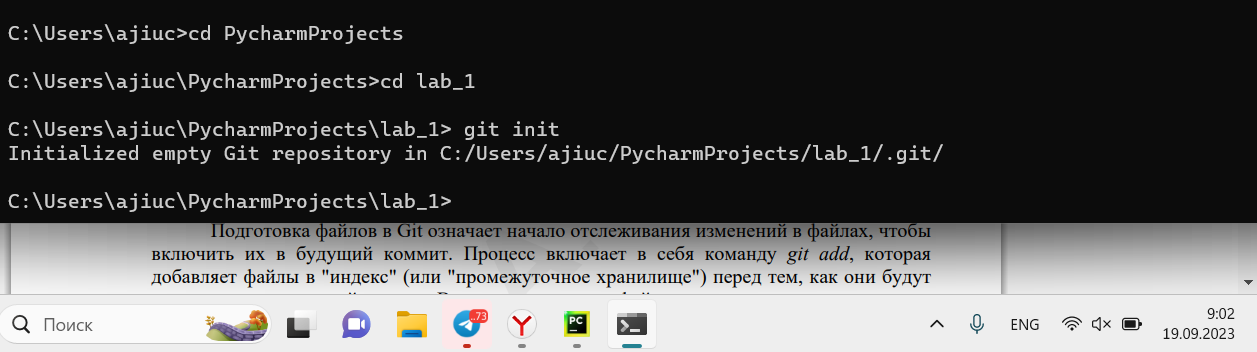 C:\Users\ajiuc>cd PycharmProjects
C:\Users\ajiuc\PycharmProjects>cd lab_1
C:\Users\ajiuc\PycharmProjects\lab_1> git init
Initialized empty Git repository in C:/Users/ajiuc/PycharmProjects/lab_1/.git/
C:\Users\ajiuc\PycharmProjects\lab_1>
Подготовка файлов в Git означает начало отслеживания изменений в файлах, чтобы
включить их в будущий коммит. Процесс включает в себя команду git add, которая
добавляет файлы в "индекс" (или "промежуточное хранилище") перед тем, как они будут
Поиск
..73
PC
ENG
9:02
19.09.2023